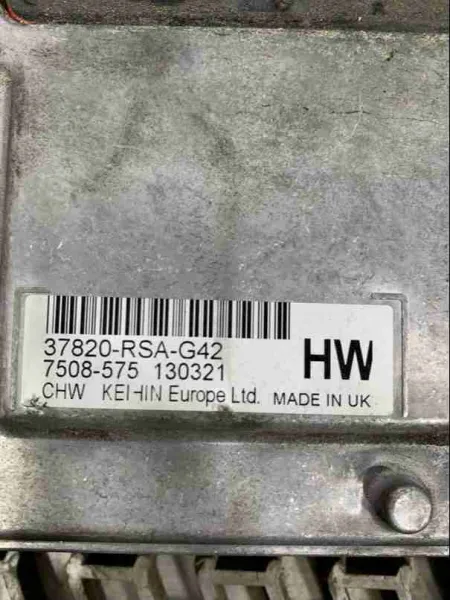 37820-RSA-G42
7508-575 130321
HW
CHW KEIHIN Europe Ltd. MADE IN UK